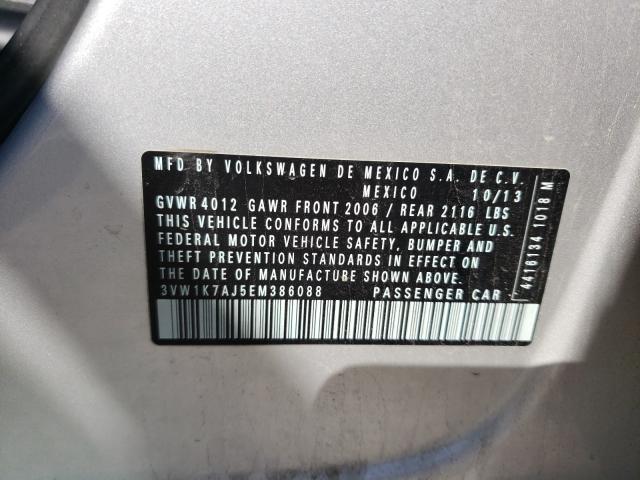 MFD BY VOLKSWAGEN DE MEXICO S.A. DE C.V.
MEXICO 10/13
GVWR 4012 GAWR FRONT 2006 / REAR 2116 LBS
THIS VEHICLE CONFORMS TO ALL APPLICABLE U.S.
FEDERAL MOTOR VEHICLE SAFETY, BUMPER AND
THEFT PREVENTION STANDARDS IN EFFECT ON
THE DATE OF MANUFACTURE SHOWN ABOVE.
3VW1K7AJ5EM386088 PASSENGER CAR
4416134 1018 M